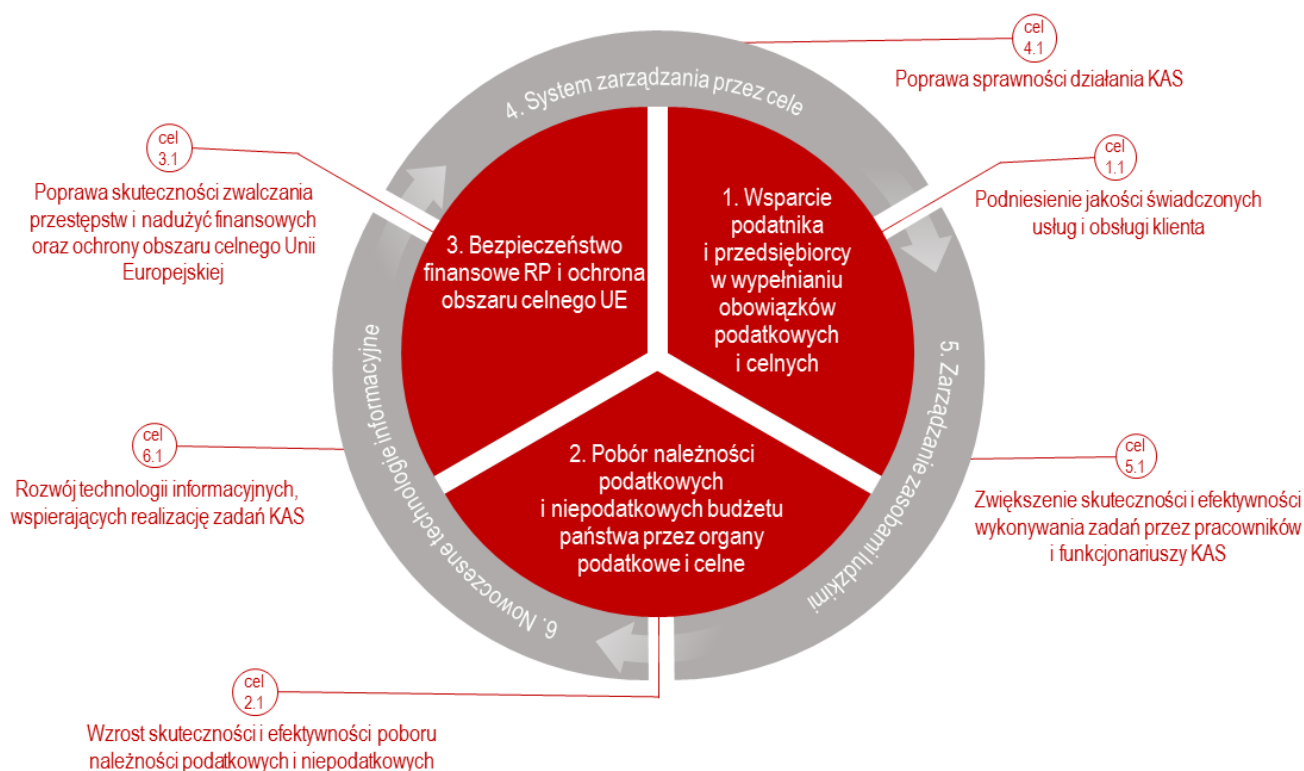 cel
4.1
Poprawa sprawności działania KAS
4. System zarządzania przez cele
cel
3.1
Poprawa skuteczności zwalczania
przestępstw i nadużyć finansowych
oraz ochrony obszaru celnego Unii
Europejskiej
cel
1.1
Podniesienie jakości świadczonych
usług i obsługi klienta
1. Wsparcie
podatnika
i przedsiębiorcy
w wypełnianiu
obowiązków
podatkowych
i celnych
3. Bezpieczeństwo
finansowe RP i ochrona
obszaru celnego UE
2. Pobór należności
podatkowych
i niepodatkowych budżetu
państwa przez organy
podatkowe i celne
5. Zarządzanie zasobami ludzkimi
6. Nowoczesne technologie informacyjne
cel
6.1
Rozwój technologii informacyjnych,
wspierających realizację zadań KAS
cel
5.1
Zwiększenie skuteczności i efektywności
wykonywania zadań przez pracowników
i funkcjonariuszy KAS
cel
2.1
Wzrost skuteczności i efektywności poboru
należności podatkowych i niepodatkowych